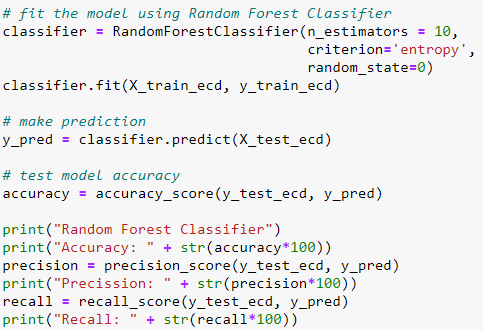 # fit the model using Random Forest Classifier
classifier = RandomForestClassifier(n_estimators = 10,
                                    criterion='entropy',
                                    random_state=0)
classifier.fit(X_train_ecd, y_train_ecd)

# make prediction
y_pred = classifier.predict(X_test_ecd)

# test model accuracy
accuracy = accuracy_score(y_test_ecd, y_pred)

print("Random Forest Classifier")
print("Accuracy: " + str(accuracy*100))
precision = precision_score(y_test_ecd, y_pred)
print("Precission: " + str(precision*100))
recall = recall_score(y_test_ecd, y_pred)
print("Recall: " + str(recall*100))